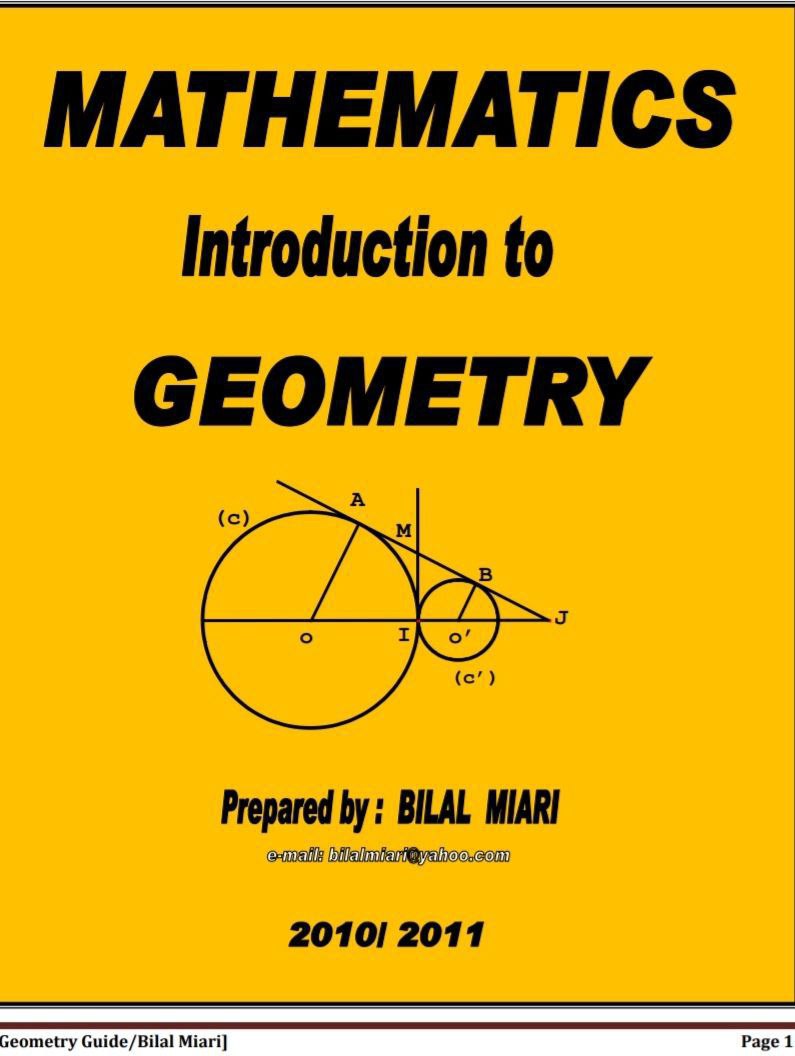 MATHEMATICS
Introduction to
GEOMETRY
A
(c)
M
B
J
I
o
o'
(c')
Prepared by : BILAL MIARI
e-mail: bilalmiari@yahoo.com
2010/ 2011
Geometry Guide/Bilal Miari] Page 1